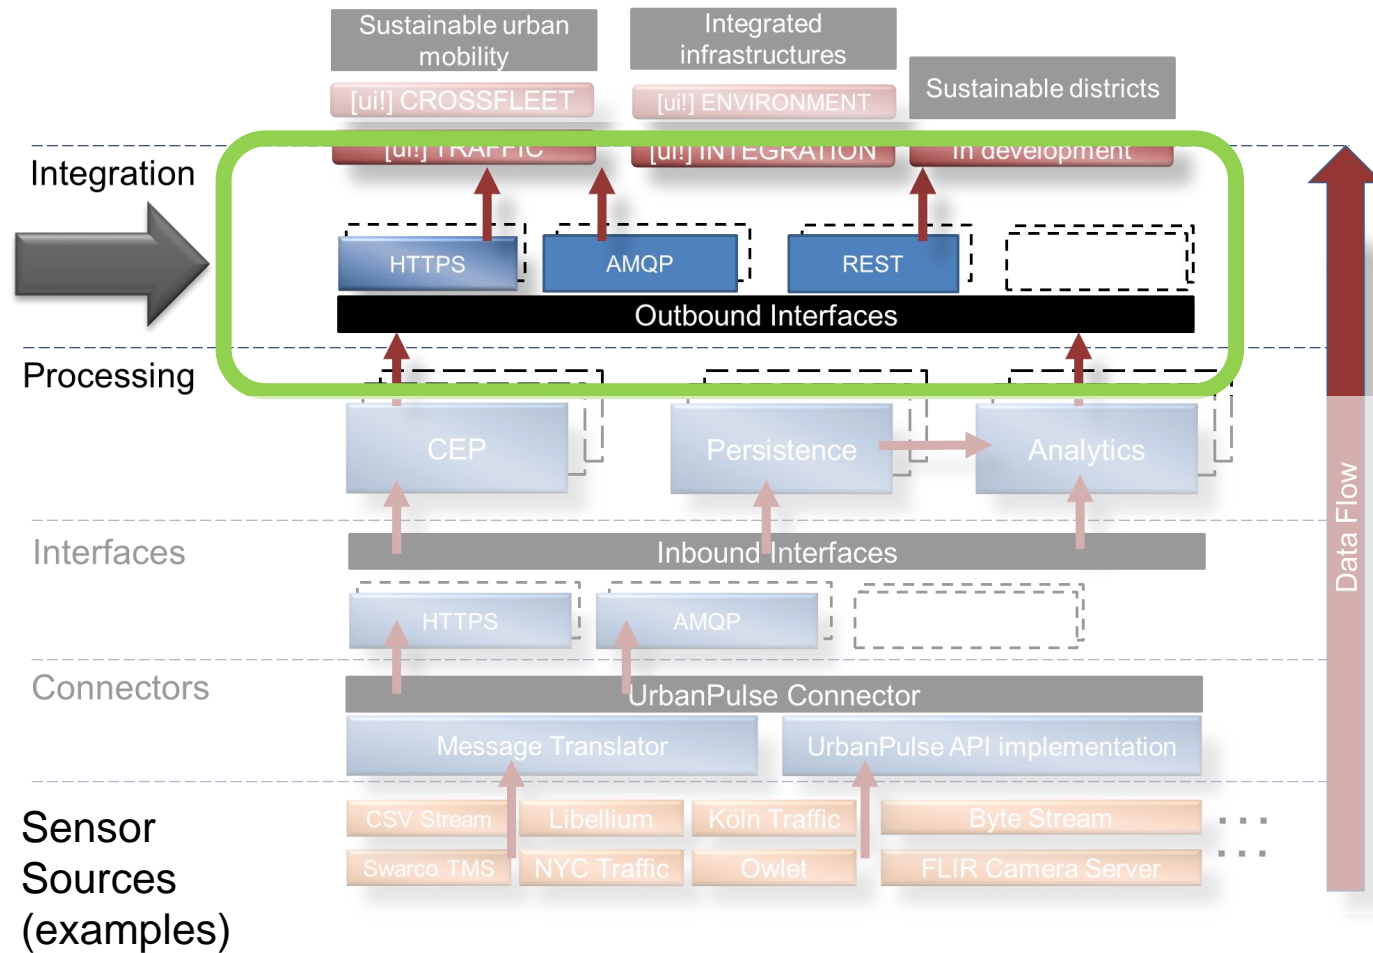 Sustainable urban
mobility
Integrated
infrastructures
Sustainable districts
[ui!] CROSSFLEET
[ui!] ENVIRONMENT
[ui!] TRAFFIC
[ui!] INTEGRATION
In development
Integration
HTTPS
AMQP
REST
Outbound Interfaces
Processing
CEP
Persistence
Analytics
Data Flow
Interfaces
Inbound Interfaces
HTTPS
AMQP
Connectors
UrbanPulse Connector
Message Translator
UrbanPulse API implementation
Sensor
Sources
(examples)
CSV Stream
Libellium
Köln Traffic
Byte Stream
...
Swarco TMS
NYC Traffic
Owlet
FLIR Camera Server
...